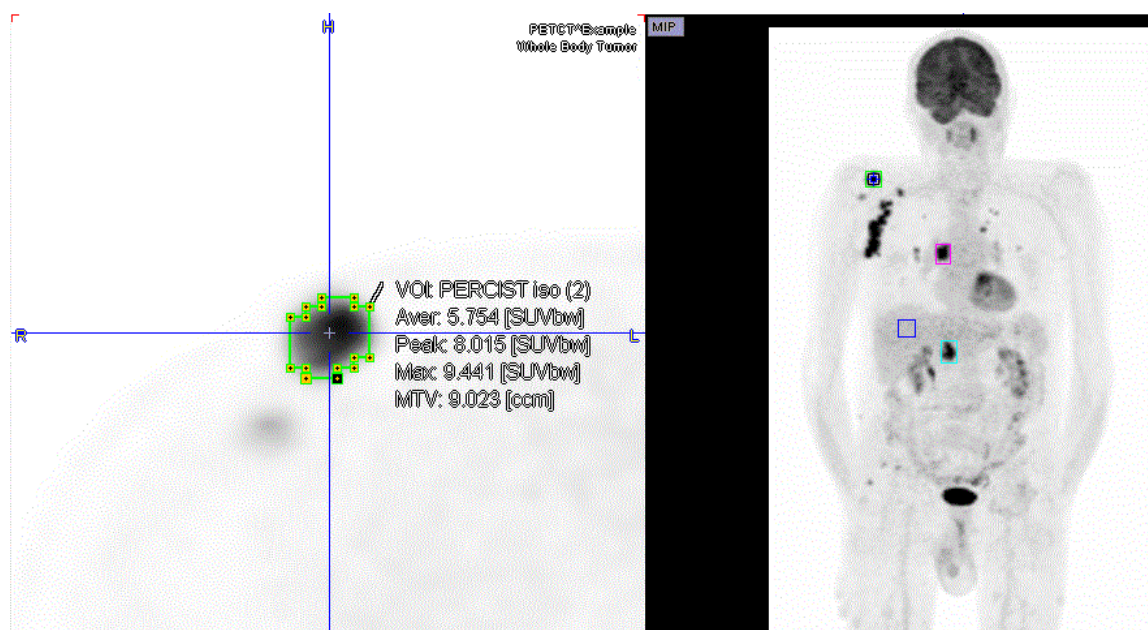 H
PETCT^Example
Whole Body Tumor
MIP
VOI: PERCIST iso (2)
Aver: 5.754 [SUVbw]
Peak: 8.015 [SUVbw]
Max: 9.441 [SUVbw]
MTV: 9.023 [ccm]
R
L